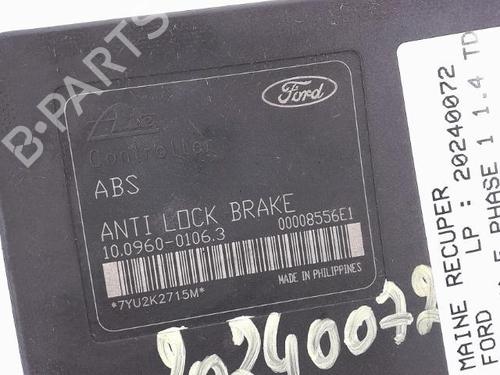 B-PARTS
Ford
Controller
ABS
ANTI LOCK BRAKE
10.0960-0106.3
00008556E1
*7YU2K2715M*
MADE IN PHILIPPINES
20240072
MAINE RECUPER
LP : 20240072
FORD
PHASE 1 1.4 TD